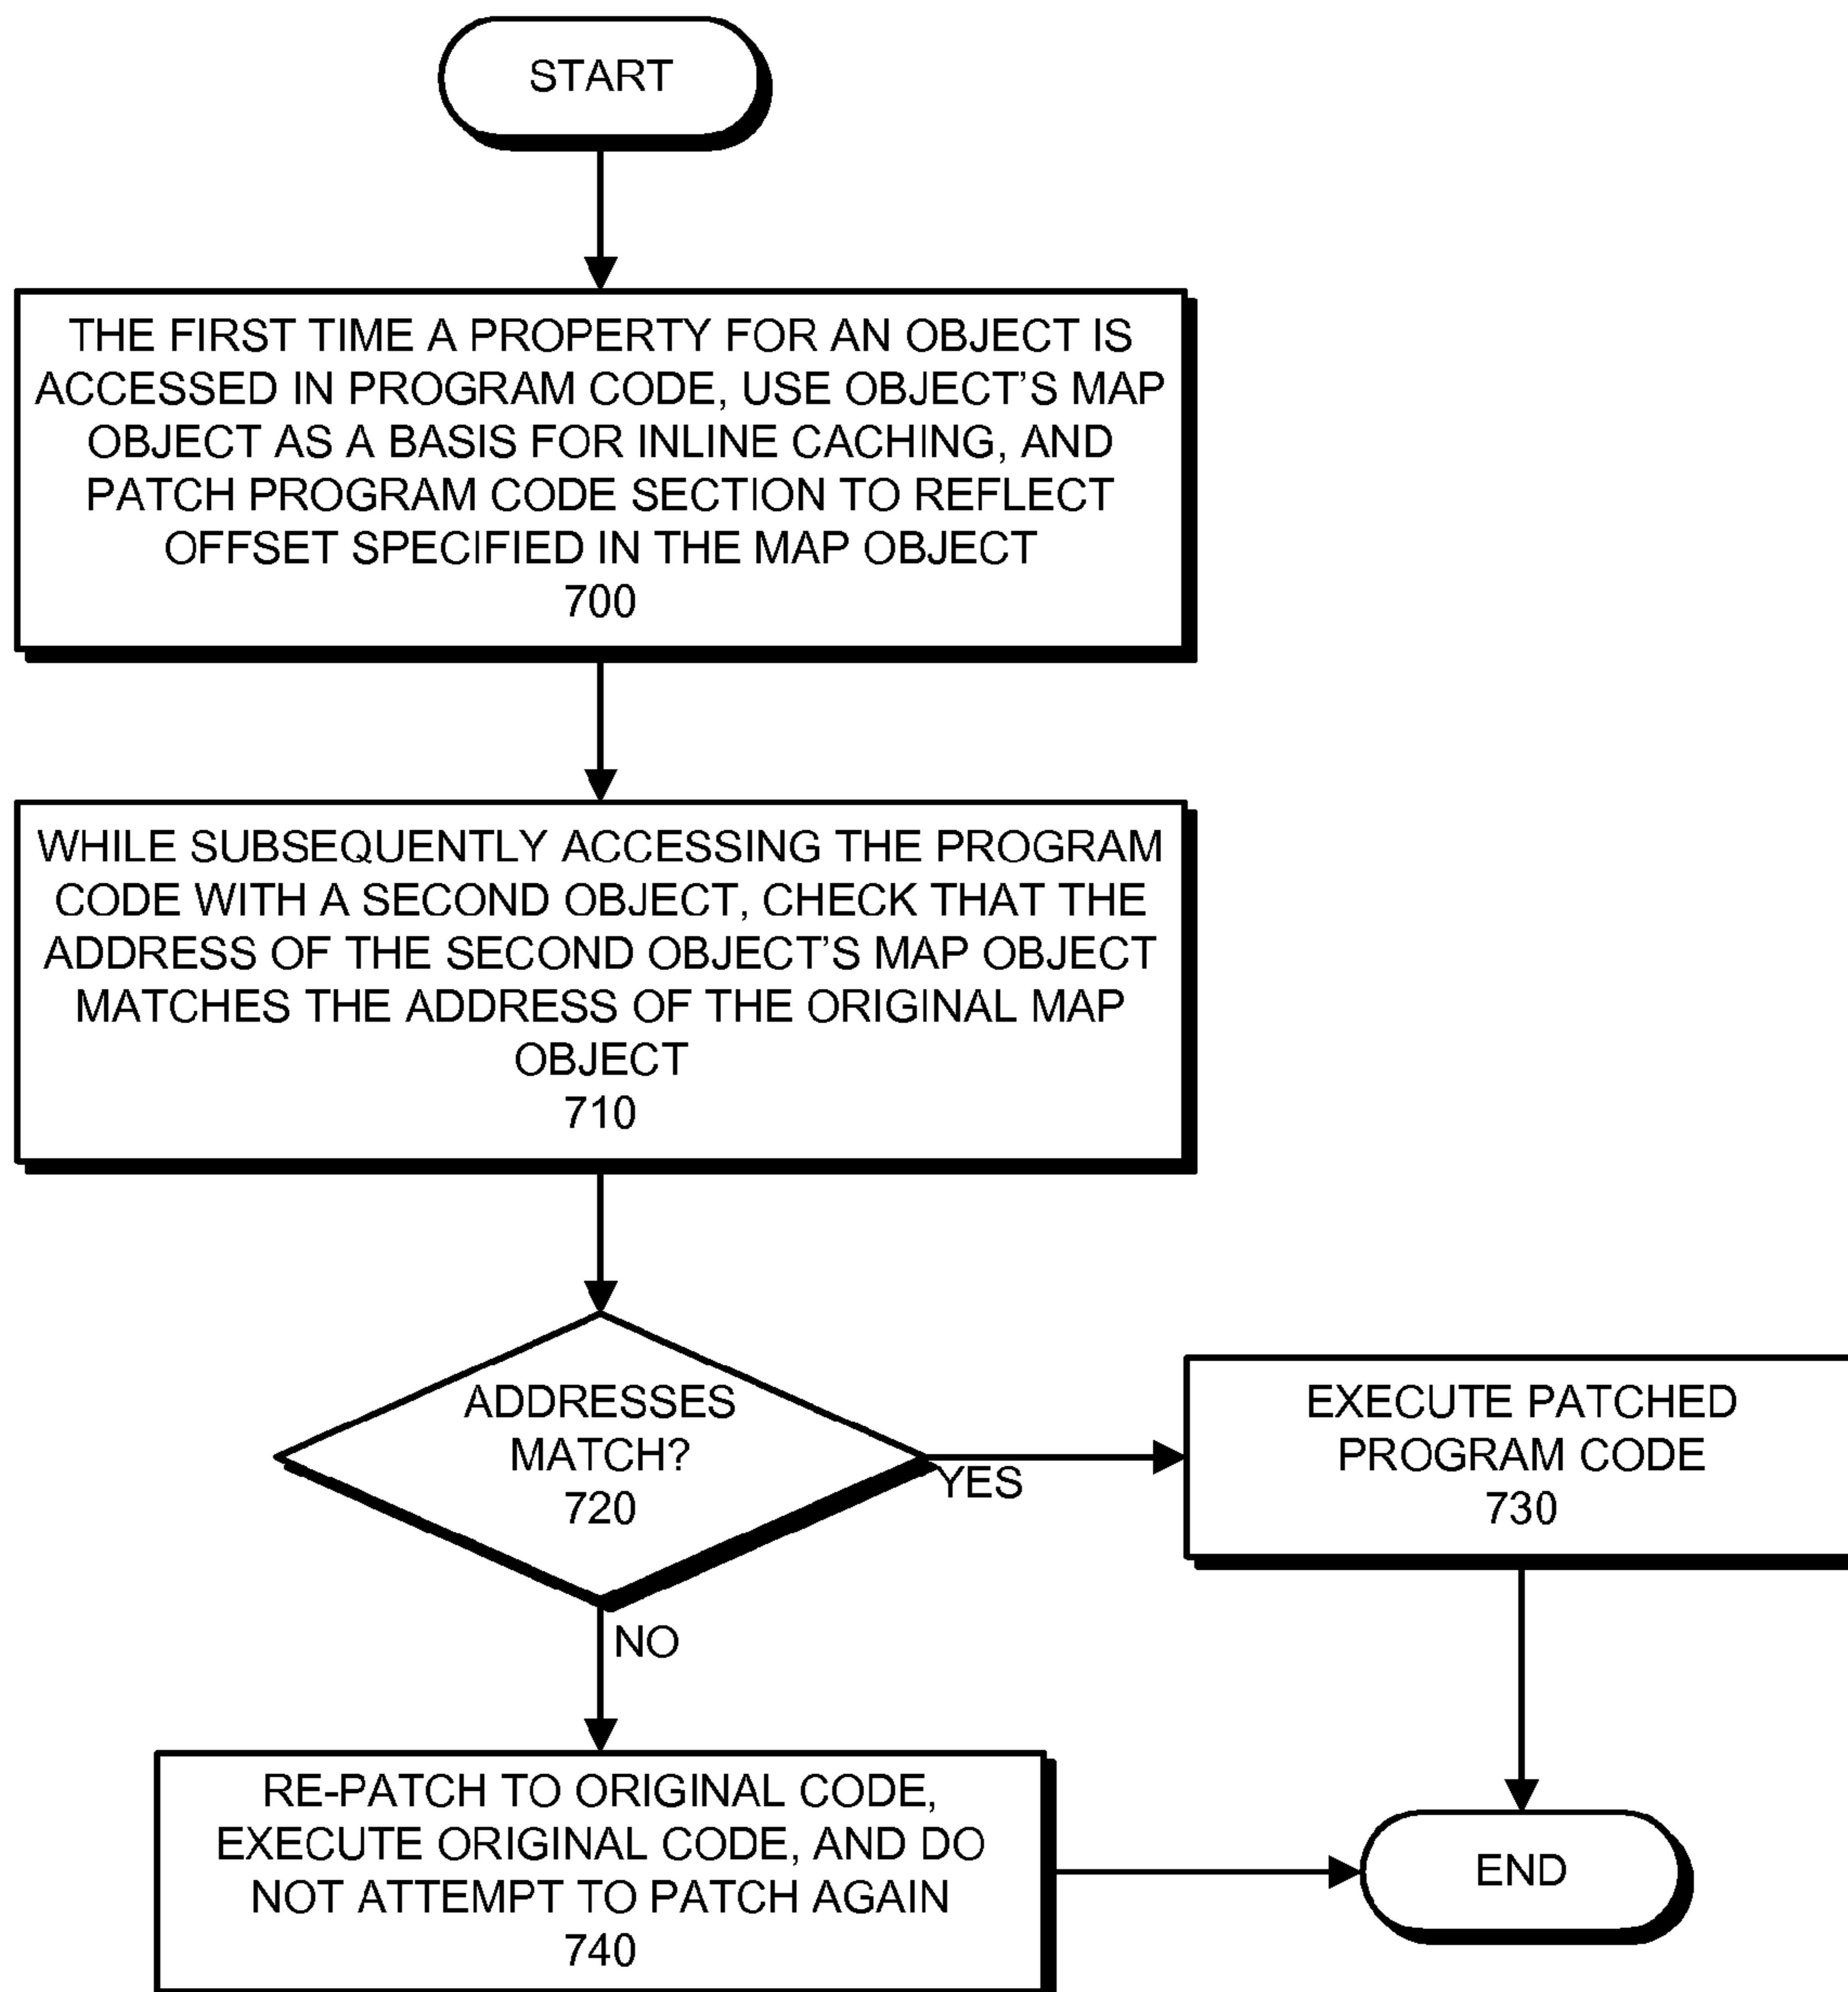 START
THE FIRST TIME A PROPERTY FOR AN OBJECT IS
ACCESSED IN PROGRAM CODE, USE OBJECT'S MAP
OBJECT AS A BASIS FOR INLINE CACHING, AND
PATCH PROGRAM CODE SECTION TO REFLECT
OFFSET SPECIFIED IN THE MAP OBJECT
700
WHILE SUBSEQUENTLY ACCESSING THE PROGRAM
CODE WITH A SECOND OBJECT, CHECK THAT THE
ADDRESS OF THE SECOND OBJECT'S MAP OBJECT
MATCHES THE ADDRESS OF THE ORIGINAL MAP
OBJECT
710
ADDRESSES
MATCH?
720
YES
EXECUTE PATCHED
PROGRAM CODE
730
NO
RE-PATCH TO ORIGINAL CODE,
EXECUTE ORIGINAL CODE, AND DO
NOT ATTEMPT TO PATCH AGAIN
740
END